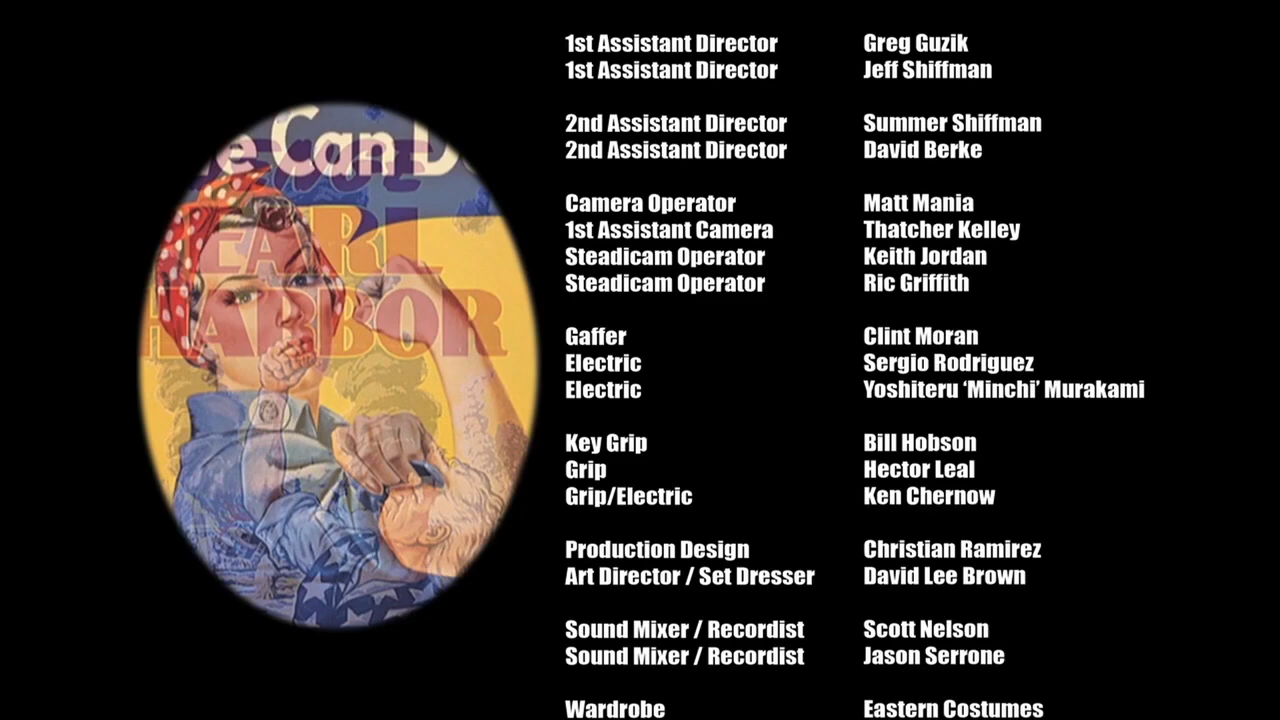 e Can D
PEARL
HARBOR
1st Assistant Director Greg Guzik
1st Assistant Director Jeff Shiffman
2nd Assistant Director Summer Shiffman
2nd Assistant Director David Berke
Camera Operator Matt Mania
1st Assistant Camera Thatcher Kelley
Steadicam Operator Keith Jordan
Steadicam Operator Ric Griffith
Gaffer Clint Moran
Electric Sergio Rodriguez
Electric Yoshiteru ‘Minchi’ Murakami
Key Grip Bill Hobson
Grip Hector Leal
Grip/Electric Ken Chernow
Production Design Christian Ramirez
Art Director / Set Dresser David Lee Brown
Sound Mixer / Recordist Scott Nelson
Sound Mixer / Recordist Jason Serrone
Wardrobe Eastern Costumes